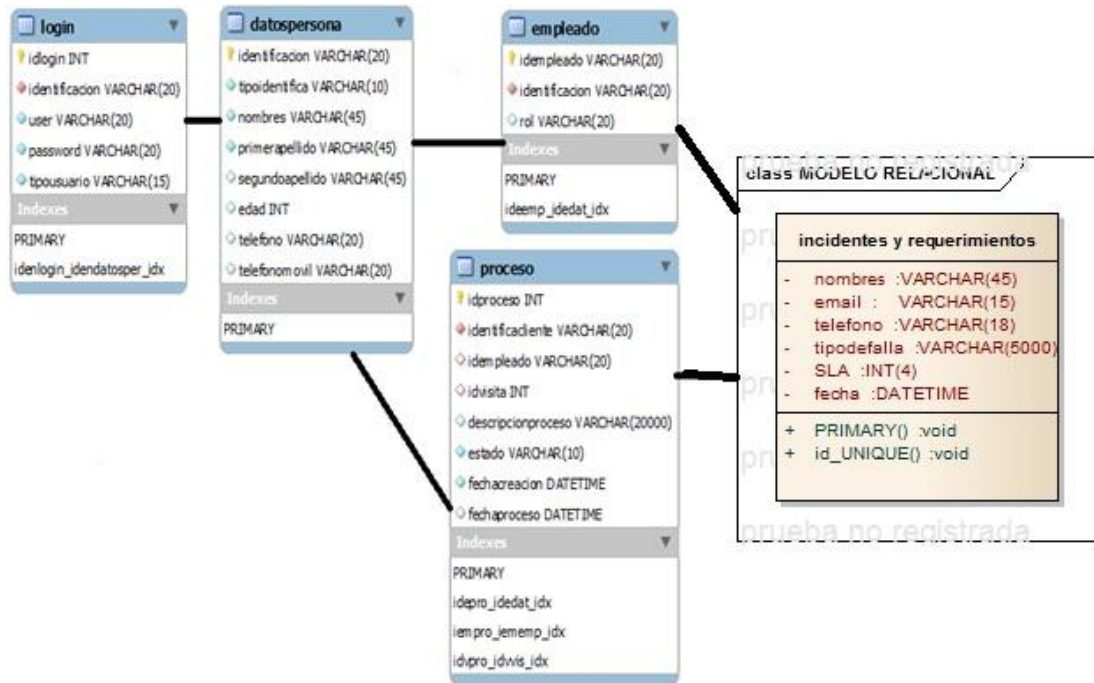 login
idlogin INT
identificacion VARCHAR(20)
user VARCHAR(20)
password VARCHAR(20)
tipousuario VARCHAR(15)
Indexes
PRIMARY
idenlogin_idendatosper_idx
datospersona
identificacion VARCHAR(20)
tipoidentifica VARCHAR(10)
nombres VARCHAR(45)
primerapellido VARCHAR(45)
segundoapellido VARCHAR(45)
edad INT
telefono VARCHAR(20)
telefonomovil VARCHAR(20)
Indexes
PRIMARY
empleado
idempleado VARCHAR(20)
identificacion VARCHAR(20)
rol VARCHAR(20)
Indexes
PRIMARY
ideemp_idedat_idx
proceso
idproceso INT
identificacliente VARCHAR(20)
idempleado VARCHAR(20)
idvisita INT
descripcionproceso VARCHAR(20000)
estado VARCHAR(10)
fechacreacion DATETIME
fechaproceso DATETIME
Indexes
PRIMARY
idepro_idedat_idx
iempro_iememp_idx
idvpro_idvvis_idx
prueba no registrada
class MODELO RELACIONAL
incidentes y requerimientos
- nombres :VARCHAR(45)
- email : VARCHAR(15)
- telefono :VARCHAR(18)
- tipodefalla :VARCHAR(5000)
- SLA :INT(4)
- fecha :DATETIME
+ PRIMARY() :void
+ id_UNIQUE() :void
prueba no registrada